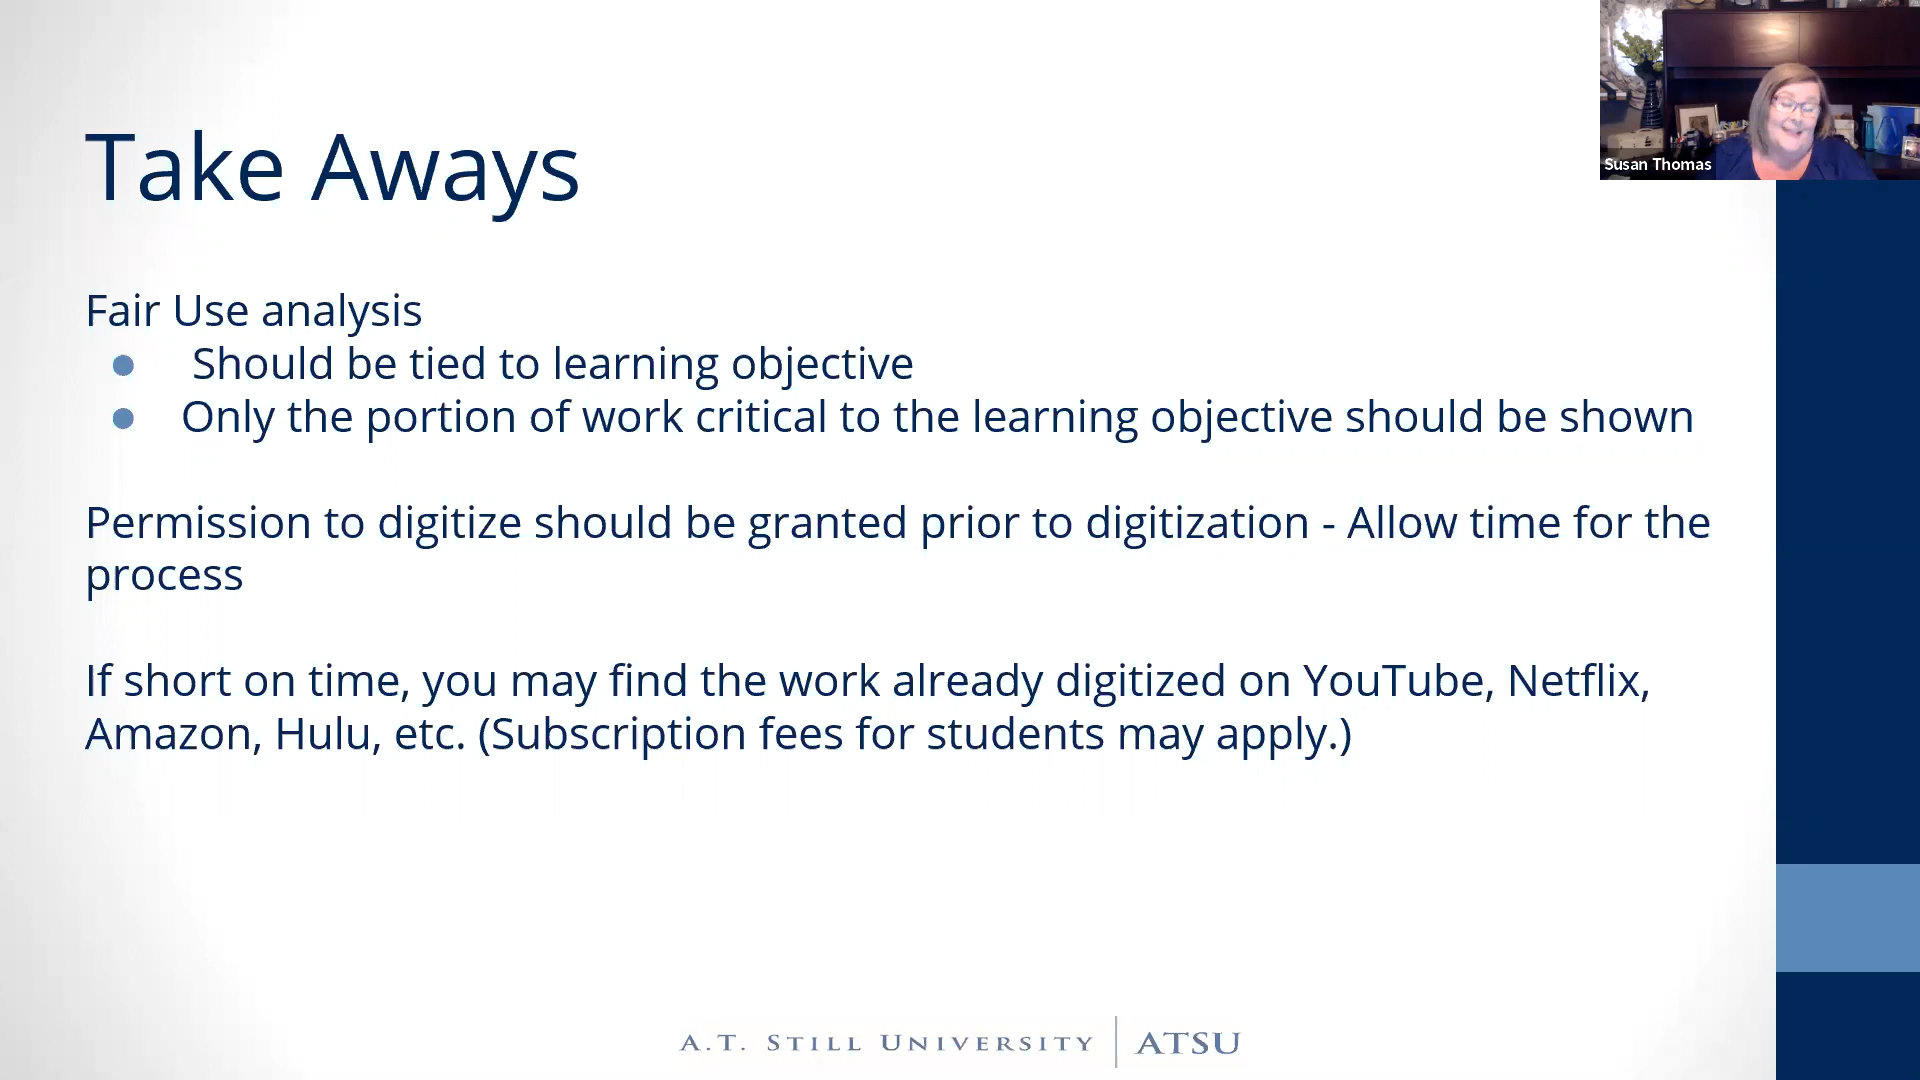 Susan Thomas
Take Aways
Fair Use analysis
● Should be tied to learning objective
● Only the portion of work critical to the learning objective should be shown
Permission to digitize should be granted prior to digitization - Allow time for the
process
If short on time, you may find the work already digitized on YouTube, Netflix,
Amazon, Hulu, etc. (Subscription fees for students may apply.)
A.T. STILL UNIVERSITY | ATSU